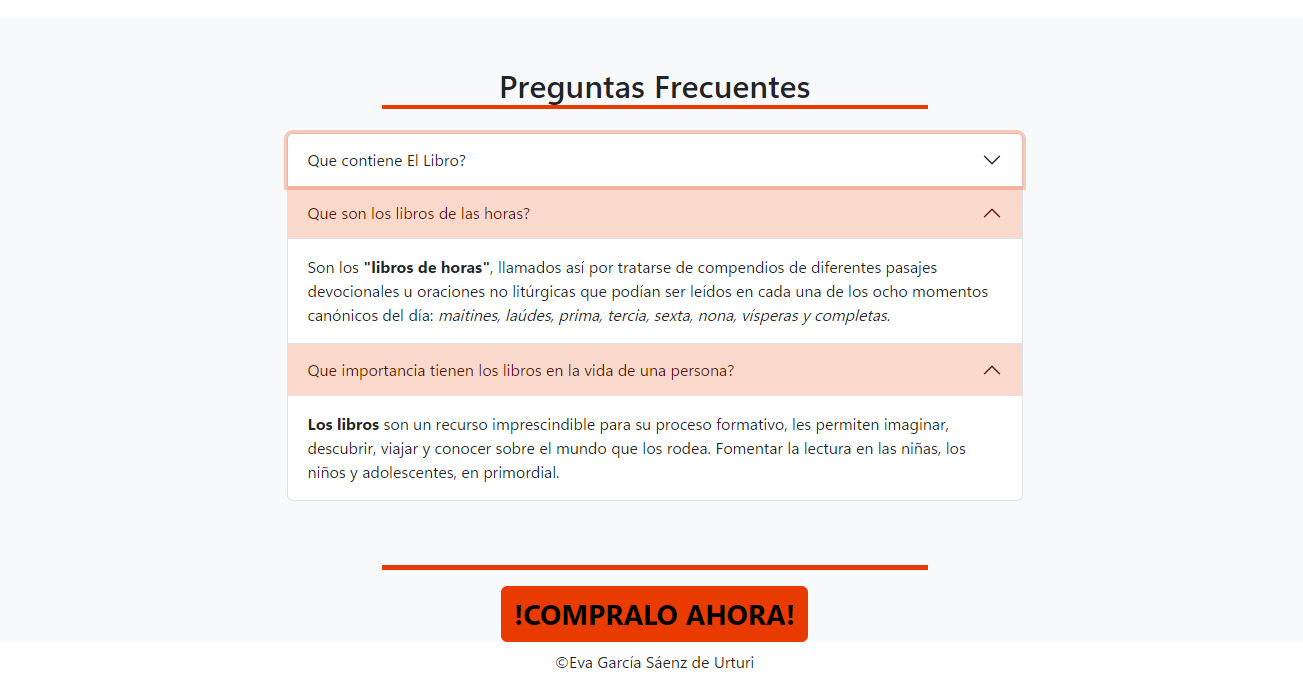 Preguntas Frecuentes
Que contiene El Libro?
Que son los libros de las horas?
Son los "libros de horas", llamados así por tratarse de compendios de diferentes pasajes
devocionales u oraciones no litúrgicas que podían ser leídos en cada una de los ocho momentos
canónicos del día: maitines, laúdes, prima, tercia, sexta, nona, vísperas y completas.
Que importancia tienen los libros en la vida de una persona?
Los libros son un recurso imprescindible para su proceso formativo, les permiten imaginar,
descubrir, viajar y conocer sobre el mundo que los rodea. Fomentar la lectura en las niñas, los
niños y adolescentes, en primordial.
!COMPRALO AHORA!
©Eva García Sáenz de Urturi